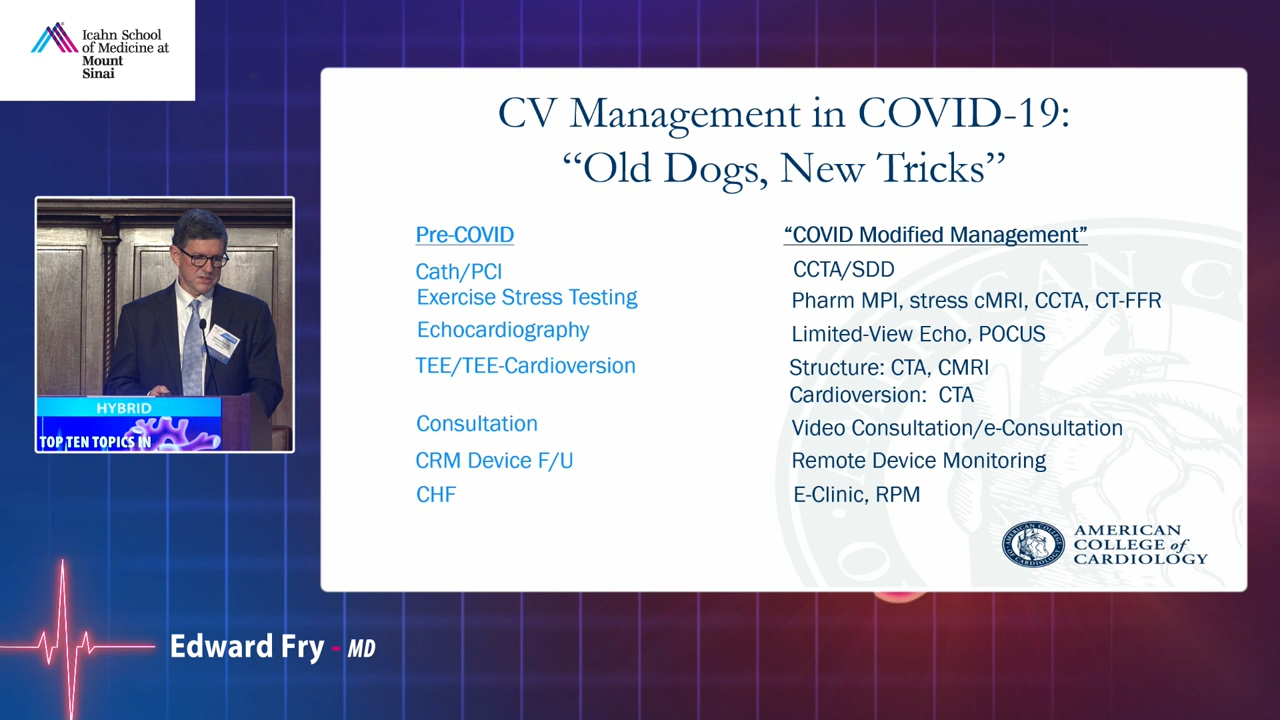 Icahn School
of Medicine at
Mount
Sinai
CV Management in COVID-19:
“Old Dogs, New Tricks”
Pre-COVID
“COVID Modified Management”
Cath/PCI
CCTA/SDD
Exercise Stress Testing
Pharm MPI, stress cMRI, CCTA, CT-FFR
Echocardiography
Limited-View Echo, POCUS
TEE/TEE-Cardioversion
Structure: CTA, CMRI
Cardioversion: CTA
Consultation
Video Consultation/e-Consultation
CRM Device F/U
Remote Device Monitoring
CHF
E-Clinic, RPM
AMERICAN
COLLEGE of
CARDIOLOGY
HYBRID
TOP TEN TOPICS IN
Edward Fry - MD